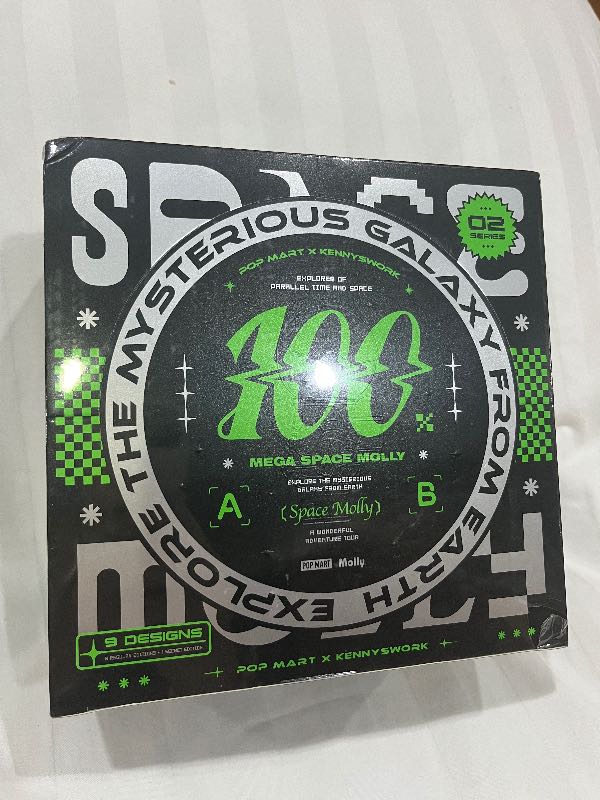 SPACE
02
SERIES
EXPLORE THE MYSTERIOUS GALAXY FROM EARTH
POP MART X KENNYSWORK
EXPLORER OF
PARALLEL TIME AND SPACE
100%
MEGA SPACE MOLLY
EXPLORE THE MYSTERIOUS
GALAXY FROM EARTH
A
(Space Molly)
B
A WONDERFUL
ADVENTURE TOUR
POP MART Molly
MOLLY
9 DESIGNS
POP MART X KENNYSWORK